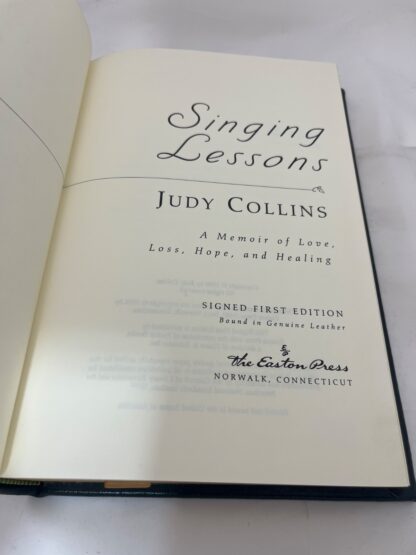 Singing
Lessons
JUDY COLLINS
A Memoir of Love,
Loss, Hope, and Healing
SIGNED FIRST EDITION
Bound in Genuine Leather
the Easton Press
NORWALK, CONNECTICUT